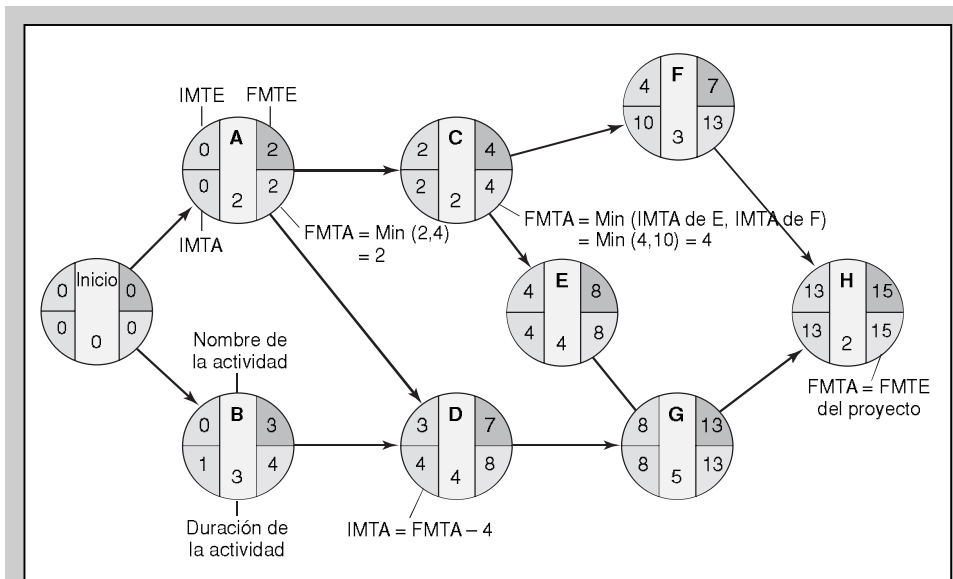 IMTE FMTE
A
0 2
0 2
2
IMTA
FMTA = Min (2,4)
= 2
C
2 4
2 4
2
FMTA = Min (IMTA de E, IMTA de F)
= Min (4,10) = 4
F
4 7
10 13
3
Inicio
0 0
0 0
0
E
4 8
4 8
4
H
13 15
13 15
2
FMTA = FMTE
del proyecto
Nombre de
la actividad
B
0 3
1 4
3
Duración de
la actividad
D
3 7
4 8
4
IMTA = FMTA – 4
G
8 13
8 13
5